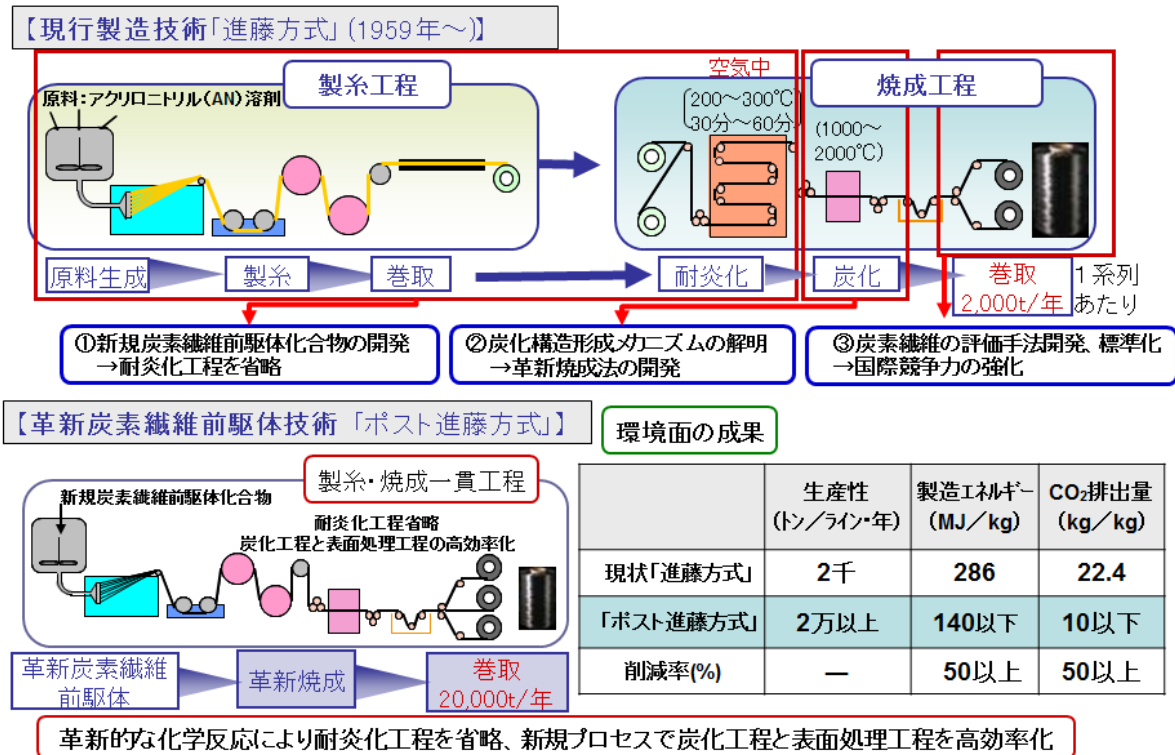 【現行製造技術「進藤方式」(1959年～)】
製糸工程
空気中
焼成工程
原料：アクリロニトリル(AN)溶剤
200～300℃
30分～60分
(1000～
2000℃)
原料生成
製糸
巻取
耐炎化
炭化
巻取
2,000t/年
1系列
あたり
①新規炭素繊維前駆体化合物の開発
→耐炎化工程を省略
②炭化構造形成メカニズムの解明
→革新焼成法の開発
③炭素繊維の評価手法開発、標準化
→国際競争力の強化
【革新炭素繊維前駆体技術「ポスト進藤方式」】
環境面の成果
製糸・焼成一貫工程
新規炭素繊維前駆体化合物
耐炎化工程省略
炭化工程と表面処理工程の高効率化
革新炭素繊維
前駆体
革新焼成
巻取
20,000t/年
生産性
(トン／ライン・年)
製造エネルギー
(MJ／kg)
CO₂排出量
(kg／kg)
現状「進藤方式」 2千 286 22.4
「ポスト進藤方式」 2万以上 140以下 10以下
削減率(%) — 50以上 50以上
革新的な化学反応により耐炎化工程を省略、新規プロセスで炭化工程と表面処理工程を高効率化